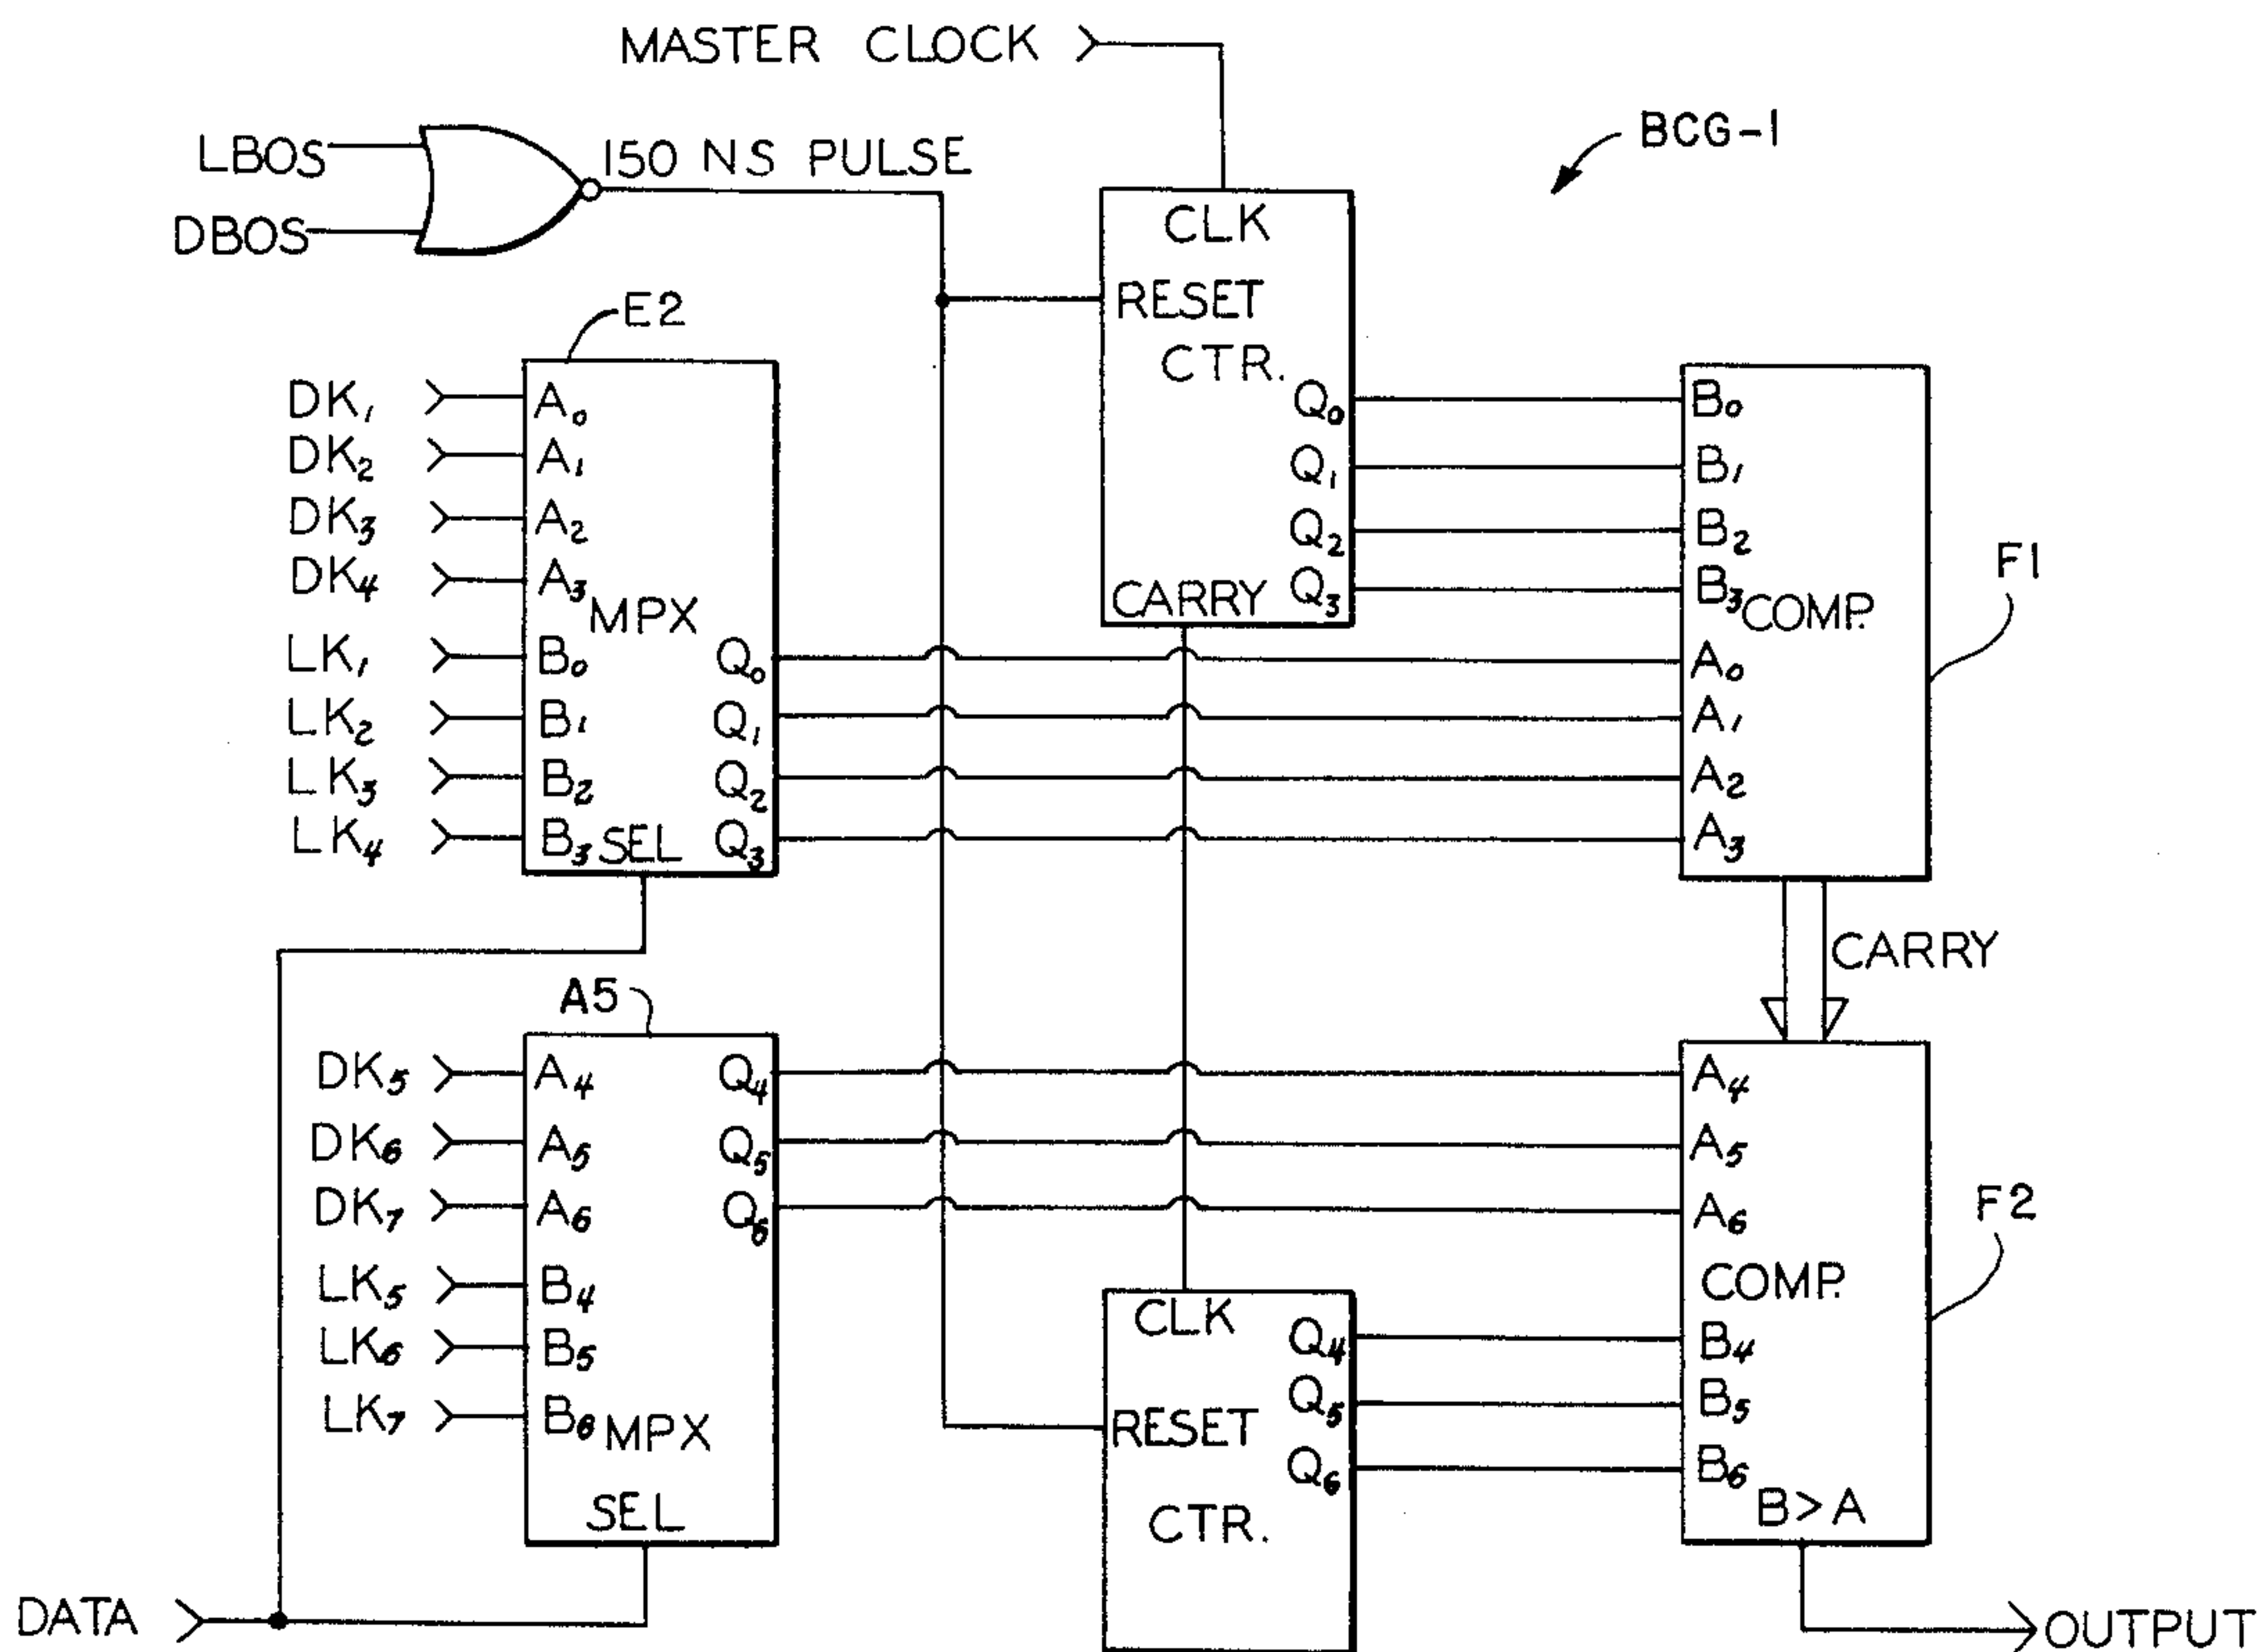 MASTER CLOCK
BCG-1
LBOS
150 NS PULSE
DBOS
CLK
RESET
CTR.
Q0
Q1
Q2
Q3
CARRY
E2
DK1
DK2
DK3
DK4
LK1
LK2
LK3
LK4
A0
A1
A2
A3
MPX
B0
B1
B2
B3
SEL
Q0
Q1
Q2
Q3
B0
B1
B2
B3
COMP.
A0
A1
A2
A3
F1
CARRY
A5
DK5
DK6
DK7
LK5
LK6
LK7
A4
A5
A6
B4
B5
B6
MPX
SEL
Q4
Q5
Q6
CLK
RESET
CTR.
Q4
Q5
Q6
A4
A5
A6
COMP.
B4
B5
B6
B>A
F2
DATA
OUTPUT